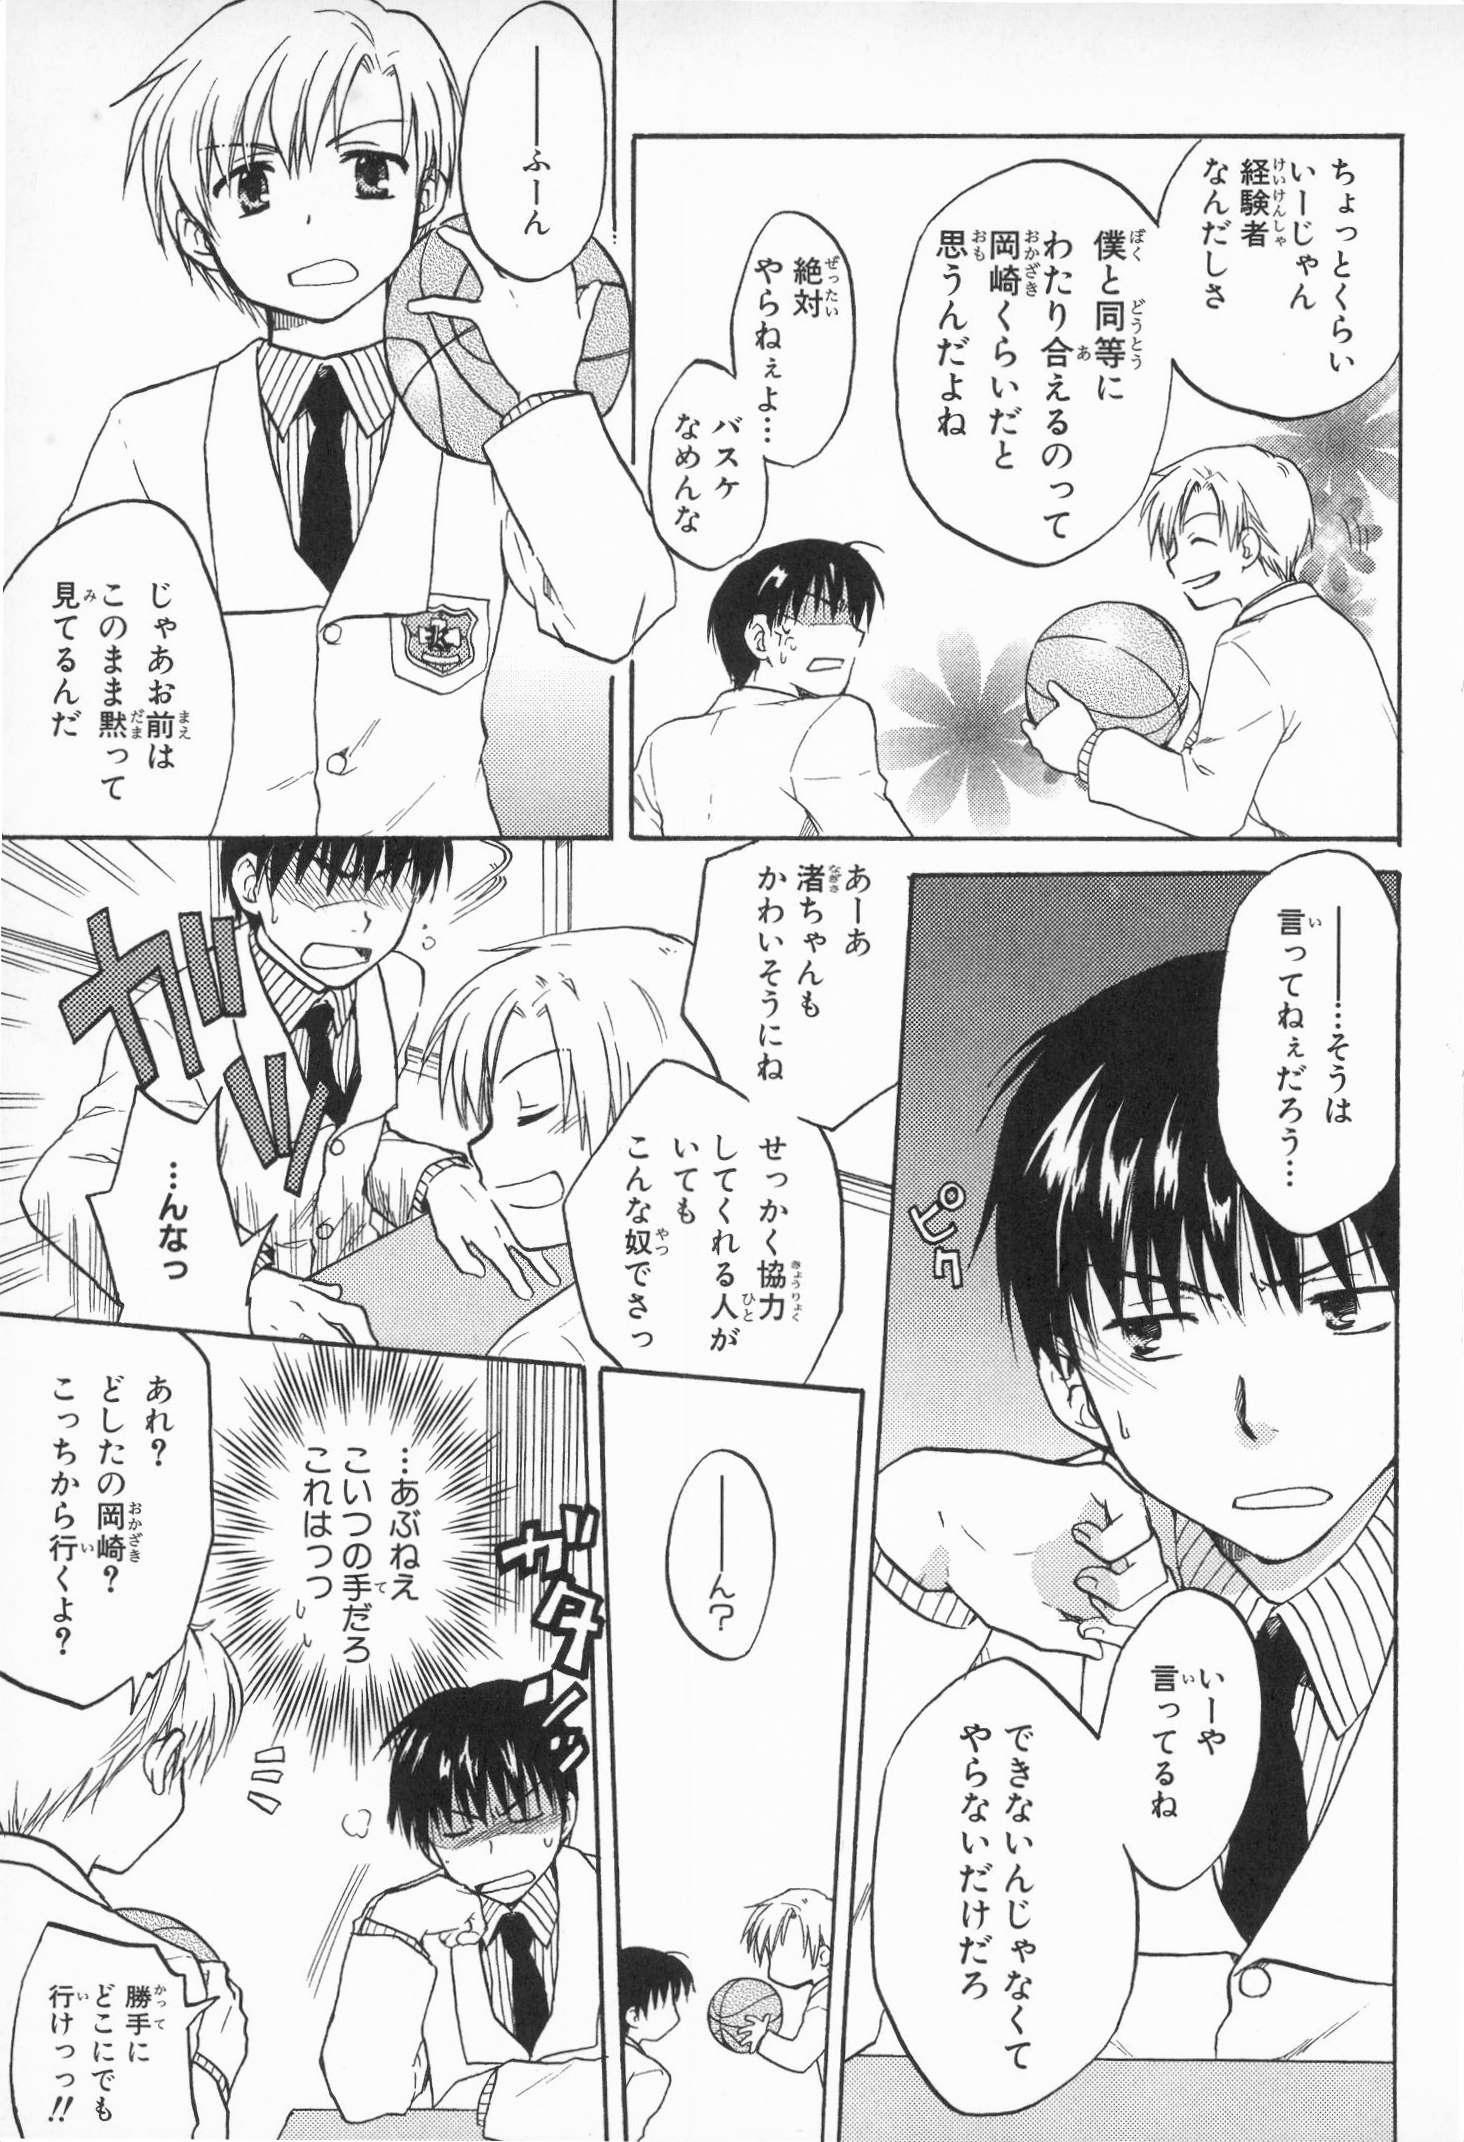 ちょっとくらい
いーじゃん
経験者
なんだしさ
僕と同等に
わたり合えるのって
岡崎くらいだと
思うんだよね
絶対
やらねぇよ…
バスケ
なめんな
――ふーん
じゃあお前は
このまま黙って
見てるんだ
――…そうは
言ってねぇだろう…
ピク
いーや
言ってるね
できないんじゃなくて
やらないだけだろ
あーあ
渚ちゃんも
かわいそうにね
せっかく協力
してくれる人が
いても
こんな奴でさっ
ガバッ
…んなっ
――ん?
ガタンッ
…あぶねえ
こいつの手だろ
これはっつ
あれ?
どしたの岡崎?
こっちから行くよ?
勝手に
どこにでも
行けっっ!!